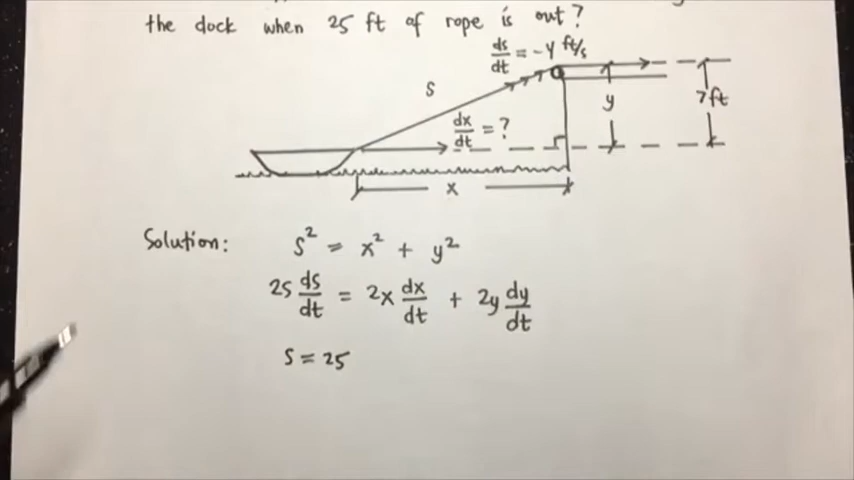 the dock when 25 ft of rope is out?
ds/dt = -4 ft/s
s
y
7ft
dx/dt = ?
x
Solution: s² = x² + y²
2s ds/dt = 2x dx/dt + 2y dy/dt
s = 25